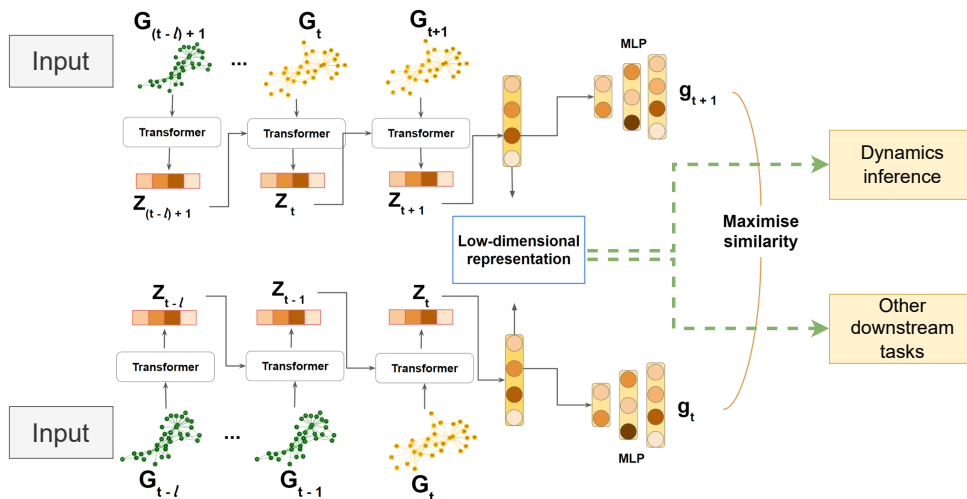 Input
G(t - l) + 1
...
Gt
Gt+1
Transformer
Transformer
Transformer
Z(t - l) + 1
Zt
Zt + 1
MLP
gt + 1
Low-dimensional
representation
Maximise
similarity
Dynamics
inference
Other
downstream
tasks
Zt - l
Zt - 1
Zt
Transformer
Transformer
Transformer
Input
...
Gt - l
Gt - 1
Gt
gt
MLP